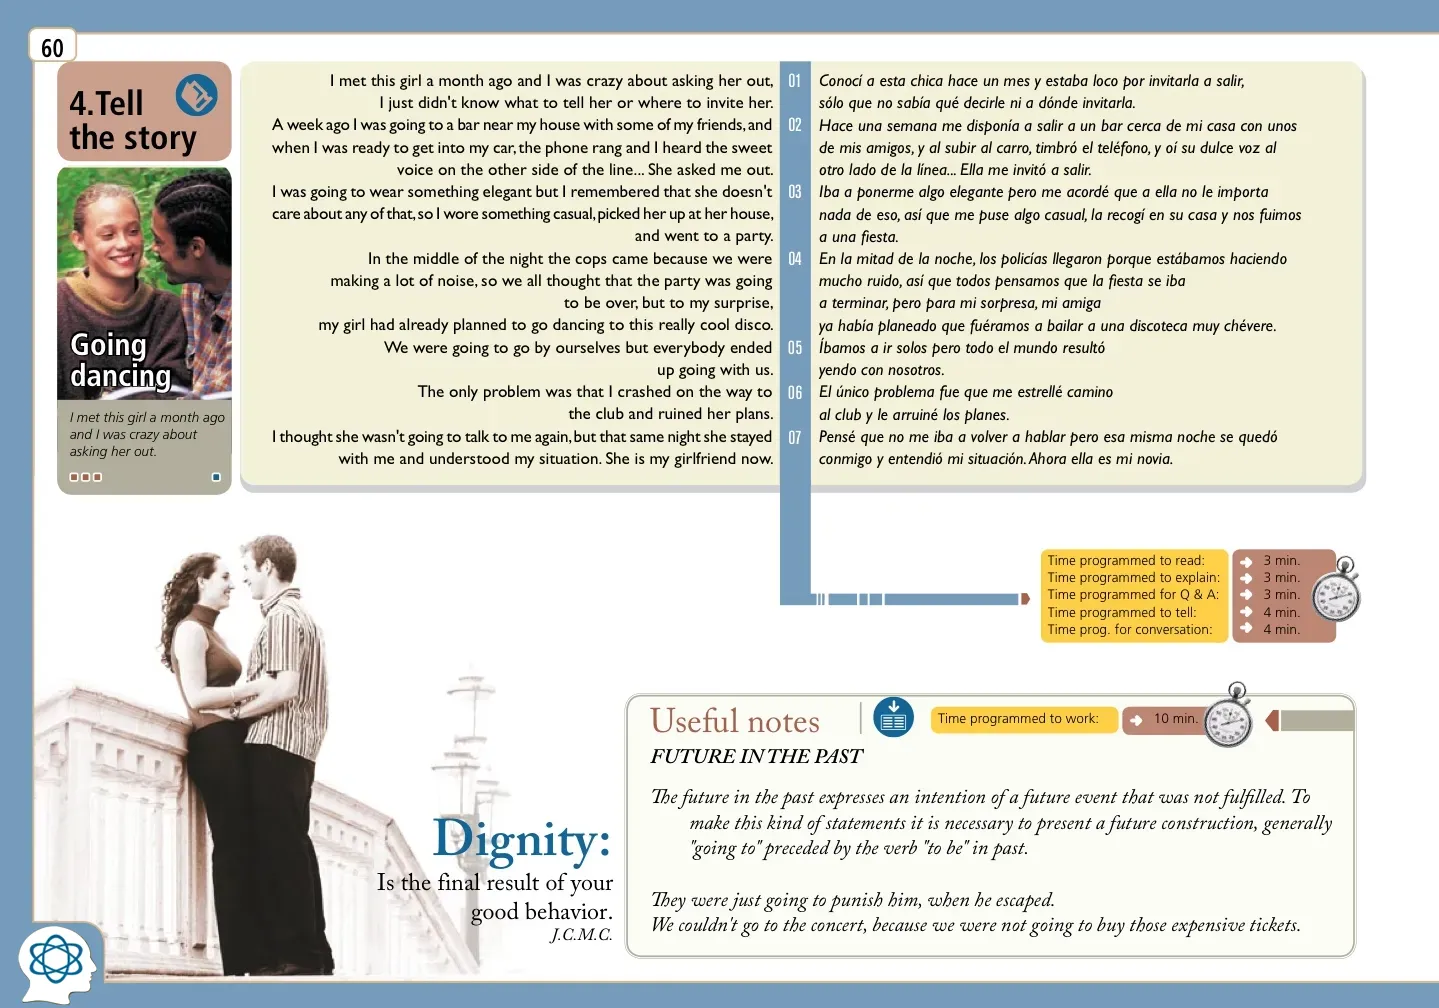 60
4.Tell
the story
Going
dancing
I met this girl a month ago
and I was crazy about
asking her out.
I met this girl a month ago and I was crazy about asking her out,
I just didn't know what to tell her or where to invite her.
A week ago I was going to a bar near my house with some of my friends, and
when I was ready to get into my car, the phone rang and I heard the sweet
voice on the other side of the line... She asked me out.
I was going to wear something elegant but I remembered that she doesn't
care about any of that, so I wore something casual, picked her up at her house,
and went to a party.
In the middle of the night the cops came because we were
making a lot of noise, so we all thought that the party was going
to be over, but to my surprise,
my girl had already planned to go dancing to this really cool disco.
We were going to go by ourselves but everybody ended
up going with us.
The only problem was that I crashed on the way to
the club and ruined her plans.
I thought she wasn't going to talk to me again, but that same night she stayed
with me and understood my situation. She is my girlfriend now.
01
02
03
04
05
06
07
Conocí a esta chica hace un mes y estaba loco por invitarla a salir,
sólo que no sabía qué decirle ni a dónde invitarla.
Hace una semana me disponía a salir a un bar cerca de mi casa con unos
de mis amigos, y al subir al carro, timbró el teléfono, y oí su dulce voz al
otro lado de la línea... Ella me invitó a salir.
Iba a ponerme algo elegante pero me acordé que a ella no le importa
nada de eso, así que me puse algo casual, la recogí en su casa y nos fuimos
a una fiesta.
En la mitad de la noche, los policías llegaron porque estábamos haciendo
mucho ruido, así que todos pensamos que la fiesta se iba
a terminar, pero para mi sorpresa, mi amiga
ya había planeado que fuéramos a bailar a una discoteca muy chévere.
Íbamos a ir solos pero todo el mundo resultó
yendo con nosotros.
El único problema fue que me estrellé camino
al club y le arruiné los planes.
Pensé que no me iba a volver a hablar pero esa misma noche se quedó
conmigo y entendió mi situación. Ahora ella es mi novia.
Time programmed to read: 3 min.
Time programmed to explain: 3 min.
Time programmed for Q & A: 3 min.
Time programmed to tell: 4 min.
Time prog. for conversation: 4 min.
Dignity:
Is the final result of your
good behavior.
J.C.M.C.
Useful notes
Time programmed to work: 10 min.
FUTURE IN THE PAST
The future in the past expresses an intention of a future event that was not fulfilled. To
make this kind of statements it is necessary to present a future construction, generally
"going to" preceded by the verb "to be" in past.
They were just going to punish him, when he escaped.
We couldn't go to the concert, because we were not going to buy those expensive tickets.